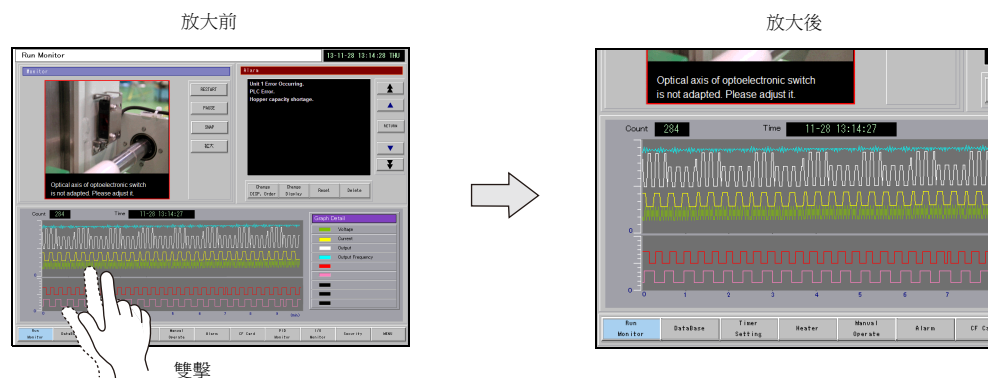 放大前
放大後
Run Monitor
13-11-28 13:14:28 THU
Monitor
Alarm
RESTART
PAUSE
SNAP
Unit 1 Error Occurring.
PLC Error.
Hopper capacity shortage.
RETURN
Optical axis of optoelectronic switch
is not adapted. Please adjust it.
Change
DISP. Order
Change
Display
Reset
Delete
Count 284 Time 11-28 13:14:27
Graph Detail
Voltage
Current
Output
Output Frequency
0
0
0
8
9
Run
Monitor
Manual
Operate
Alarm
CF Card
PID
Monitor
I/O
Monitor
Security
MENU
雙擊
Optical axis of optoelectronic switch
is not adapted. Please adjust it.
Count 284 Time 11-28 13:14:27
0
0
0 1 2 3 4 5 6 7
Run
Monitor
DataBase
Timer
Setting
Heater
Manual
Operate
Alarm